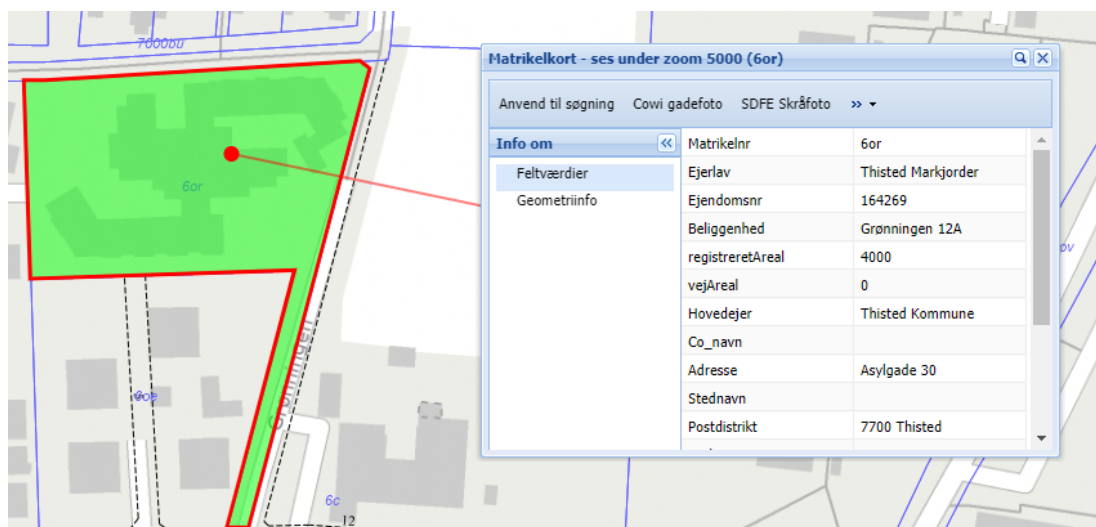 7000bu
6or
6oe
Grønningen
6c
12
ov
Matrikelkort - ses under zoom 5000 (6or)
Anvend til søgning Cowi gadefoto SDFE Skråfoto »
Info om «
Feltværdier
Geometriinfo
Matrikelnr 6or
Ejerlav Thisted Markjorder
Ejendomsnr 164269
Beliggenhed Grønningen 12A
registreretAreal 4000
vejAreal 0
Hovedejer Thisted Kommune
Co_navn
Adresse Asylgade 30
Stednavn
Postdistrikt 7700 Thisted